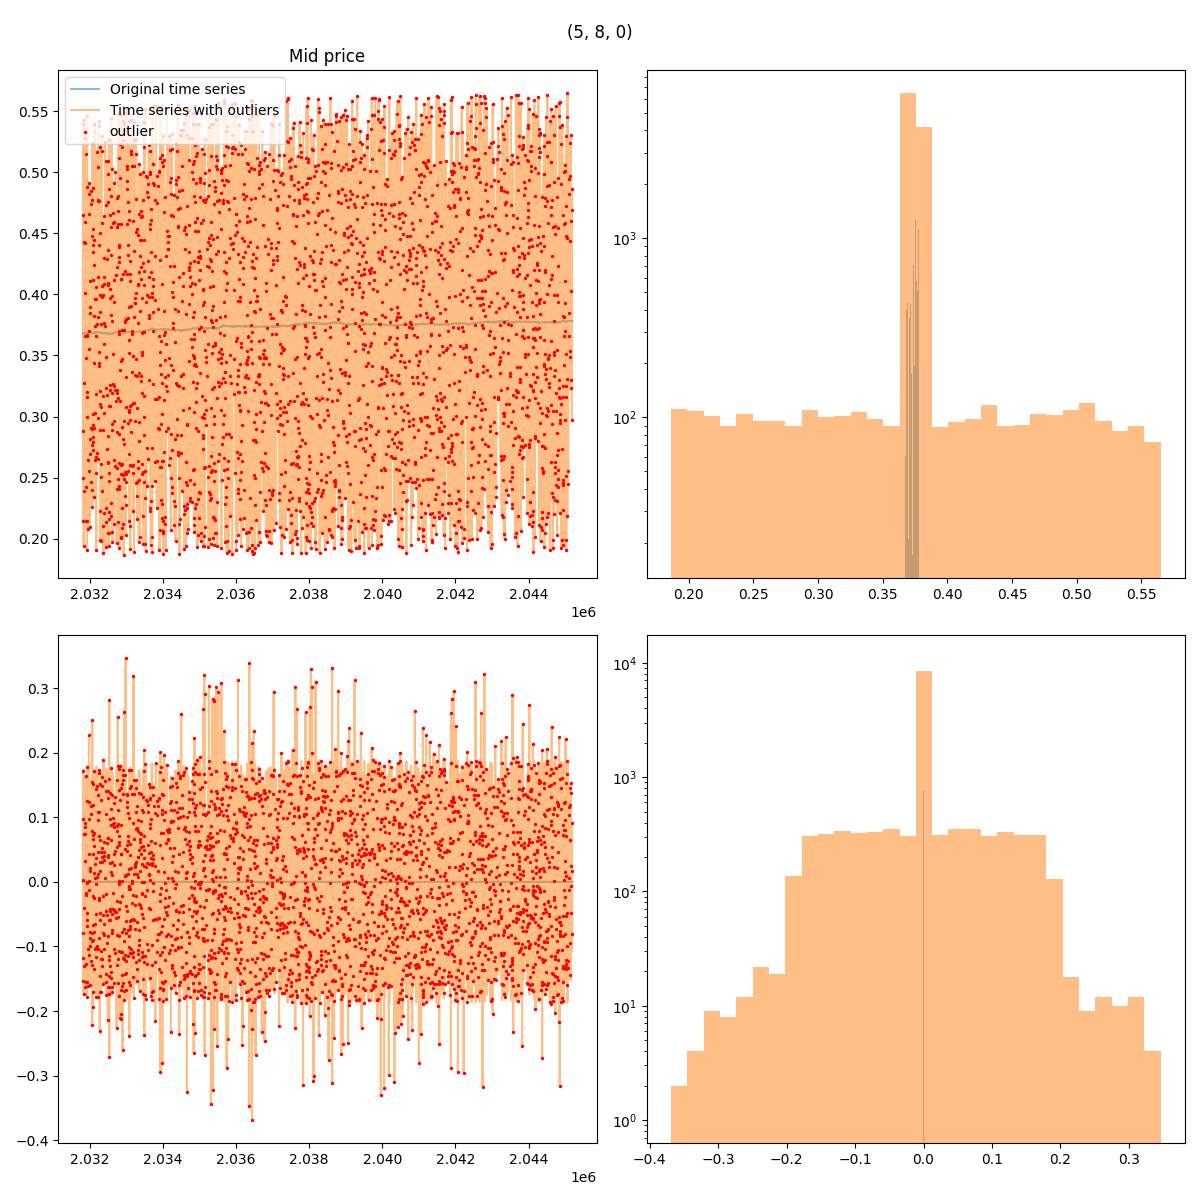 (5, 8, 0)
Mid price
Original time series
Time series with outliers
outlier
0.55
0.50
0.45
0.40
0.35
0.30
0.25
0.20
2.032 2.034 2.036 2.038 2.040 2.042 2.044
1e6
10³
10²
0.20 0.25 0.30 0.35 0.40 0.45 0.50 0.55
0.3
0.2
0.1
0.0
−0.1
−0.2
−0.3
−0.4
2.032 2.034 2.036 2.038 2.040 2.042 2.044
1e6
10⁴
10³
10²
10¹
10⁰
−0.4 −0.3 −0.2 −0.1 0.0 0.1 0.2 0.3